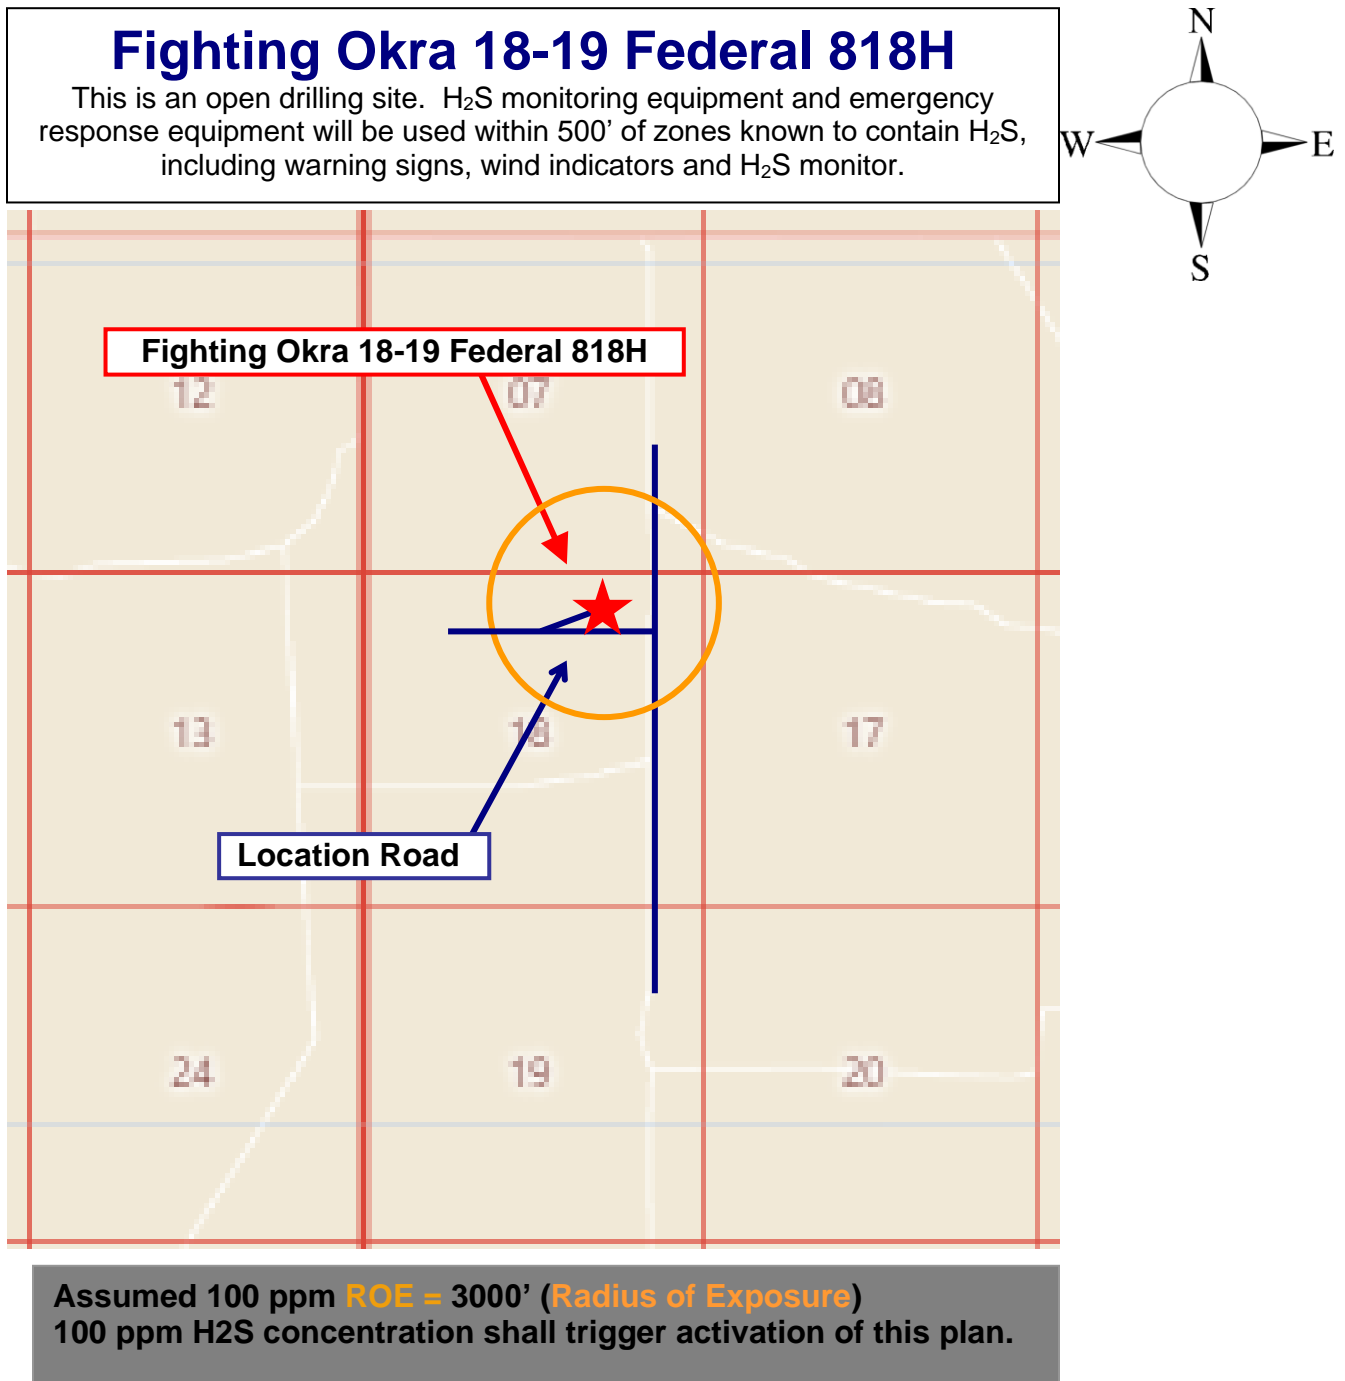 Fighting Okra 18-19 Federal 818H
This is an open drilling site. H₂S monitoring equipment and emergency
response equipment will be used within 500’ of zones known to contain H₂S,
including warning signs, wind indicators and H₂S monitor.
N
W
E
S
Fighting Okra 18-19 Federal 818H
12
07
08
13
18
17
Location Road
24
19
20
Assumed 100 ppm ROE = 3000’ (Radius of Exposure)
100 ppm H2S concentration shall trigger activation of this plan.